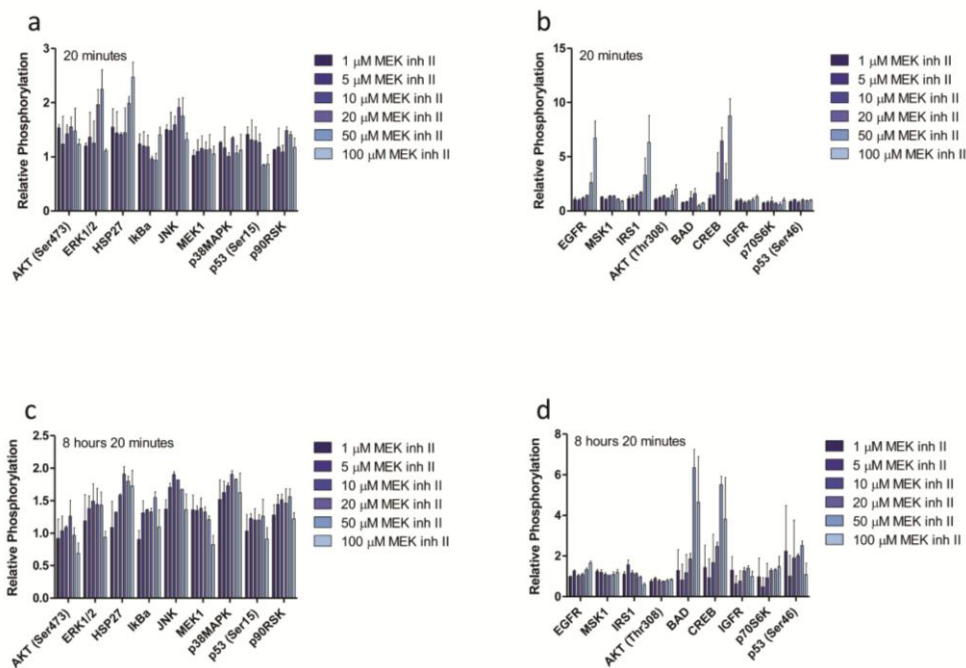 a
Relative Phosphorylation
3
2
1
0
20 minutes
AKT (Ser473)
ERK1/2
HSP27
IkBa
JNK
MEK1
p38MAPK
p53 (Ser15)
p90RSK
1 µM MEK inh II
5 µM MEK inh II
10 µM MEK inh II
20 µM MEK inh II
50 µM MEK inh II
100 µM MEK inh II
b
Relative Phosphorylation
15
10
5
0
20 minutes
EGFR
MSK1
IRS1
AKT (Thr308)
BAD
CREB
IGFR
p70S6K
p53 (Ser46)
1 µM MEK inh II
5 µM MEK inh II
10 µM MEK inh II
20 µM MEK inh II
50 µM MEK inh II
100 µM MEK inh II
c
Relative Phosphorylation
2.5
2.0
1.5
1.0
0.5
0.0
8 hours 20 minutes
AKT (Ser473)
ERK1/2
HSP27
IkBa
JNK
MEK1
p38MAPK
p53 (Ser15)
p90RSK
1 µM MEK inh II
5 µM MEK inh II
10 µM MEK inh II
20 µM MEK inh II
50 µM MEK inh II
100 µM MEK inh II
d
Relative Phosphorylation
8
6
4
2
0
8 hours 20 minutes
EGFR
MSK1
IRS1
AKT (Thr308)
BAD
CREB
IGFR
p70S6K
p53 (Ser46)
1 µM MEK inh II
5 µM MEK inh II
10 µM MEK inh II
20 µM MEK inh II
50 µM MEK inh II
100 µM MEK inh II